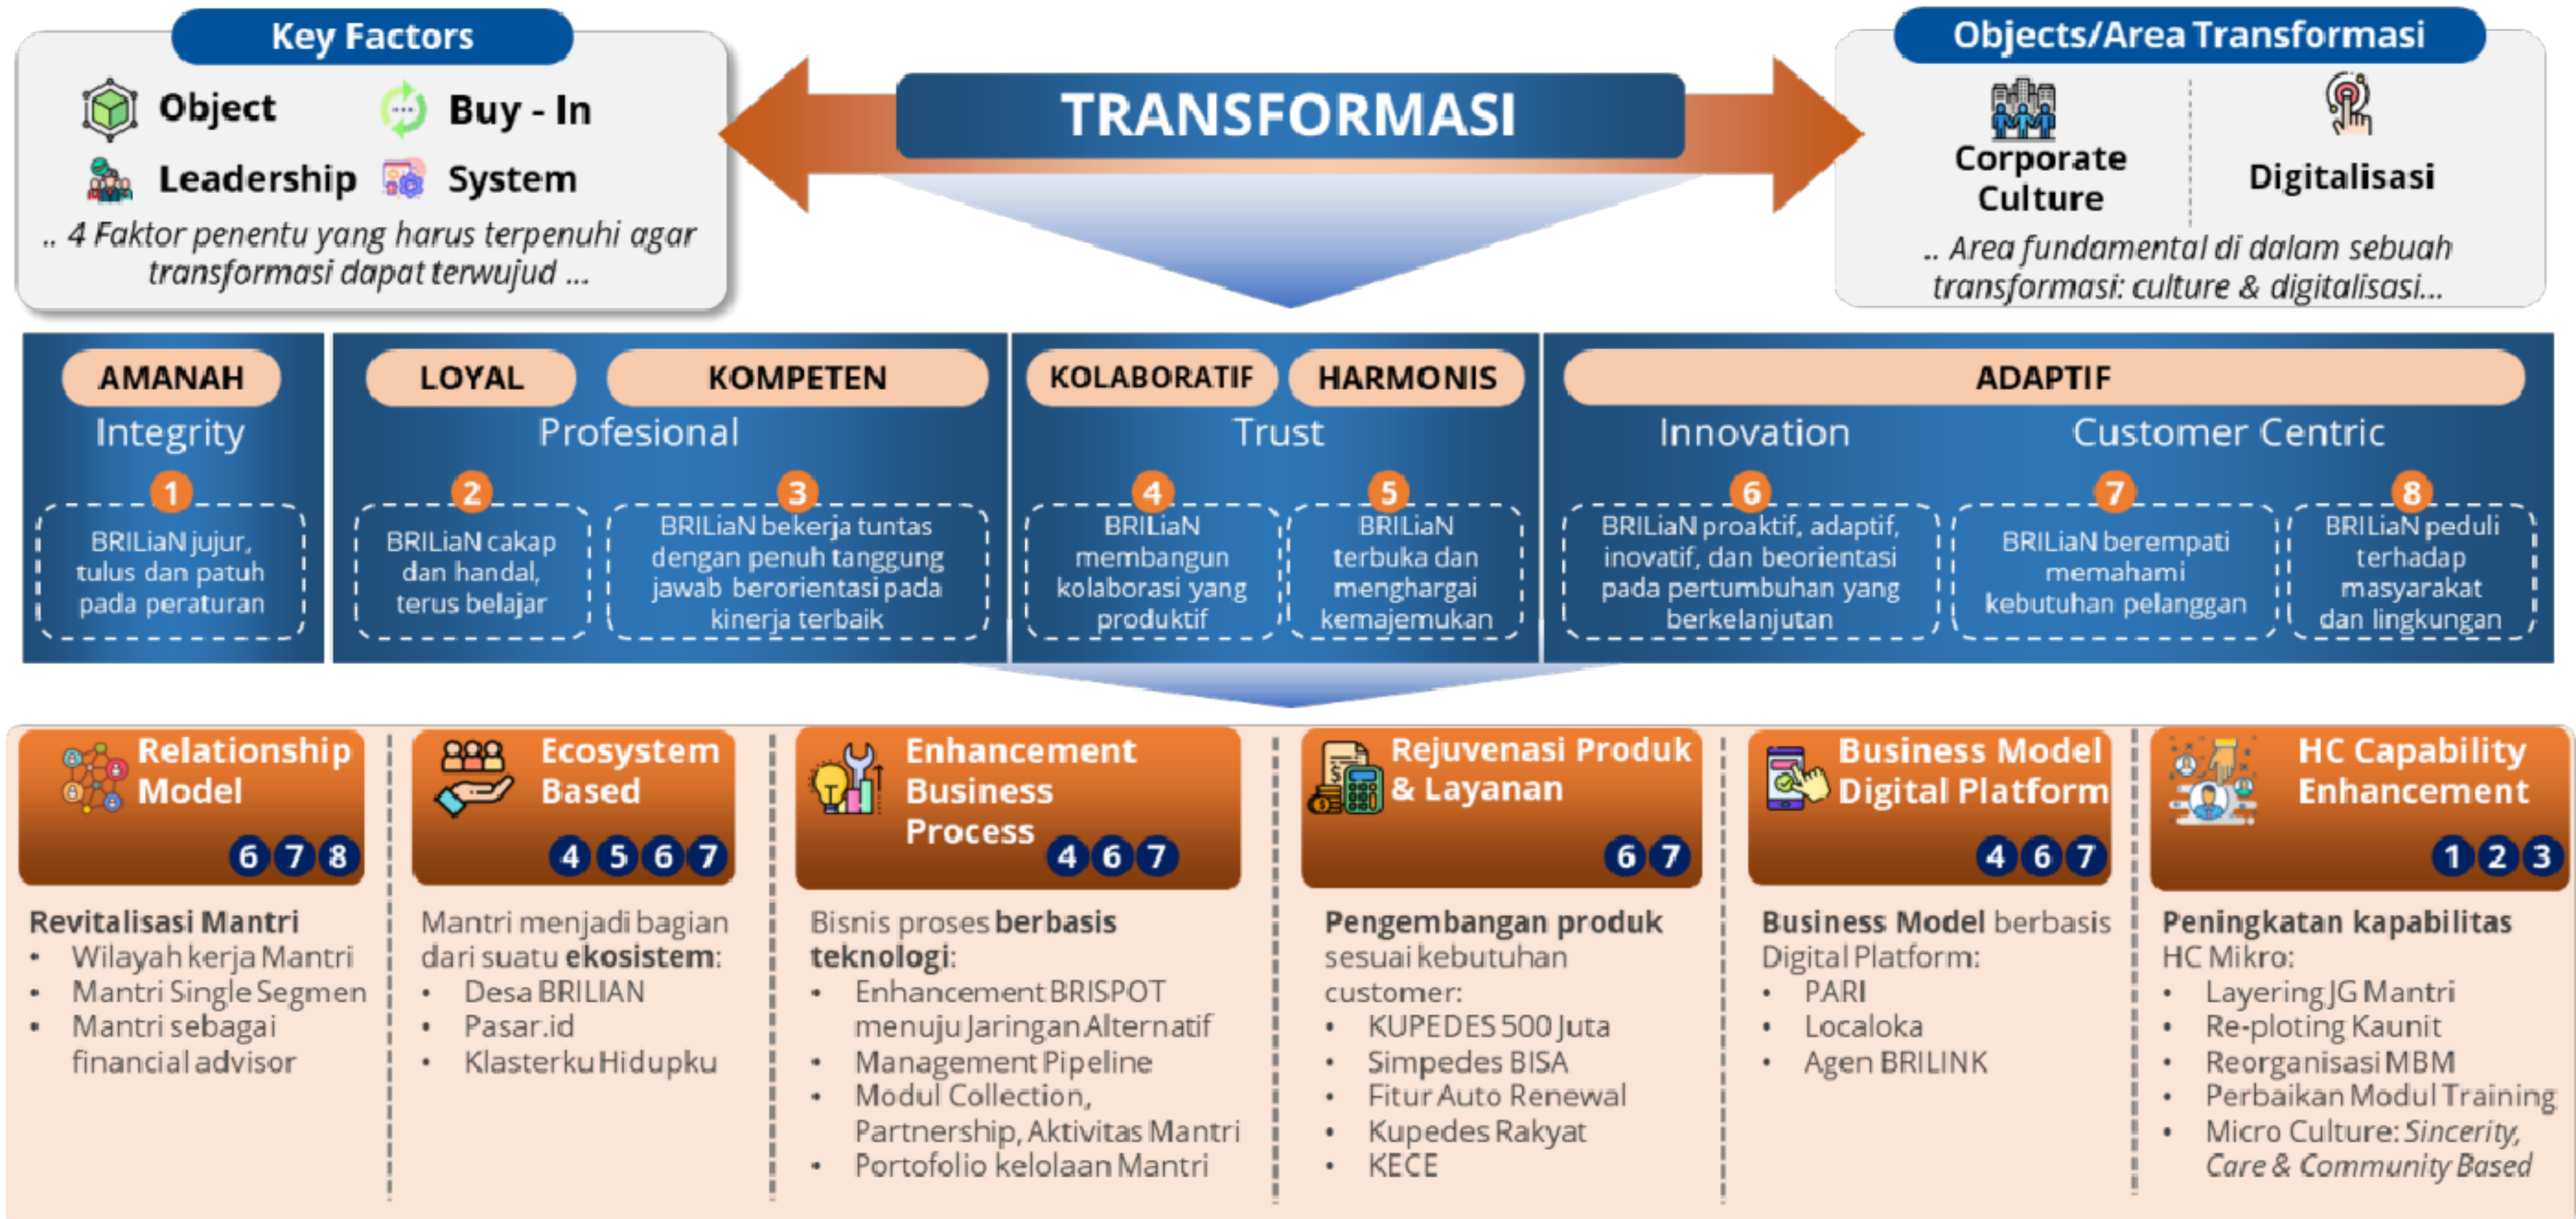 Key Factors
Object
Buy - In
Leadership
System
.. 4 Faktor penentu yang harus terpenuhi agar
transformasi dapat terwujud ...
TRANSFORMASI
Objects/Area Transformasi
Corporate
Culture
Digitalisasi
.. Area fundamental di dalam sebuah
transformasi: culture & digitalisasi...
AMANAH
Integrity
1
BRILiaN jujur,
tulus dan patuh
pada peraturan
LOYAL
KOMPETEN
Profesional
2
BRILiaN cakap
dan handal,
terus belajar
3
BRILiaN bekerja tuntas
dengan penuh tanggung
jawab berorientasi pada
kinerja terbaik
KOLABORATIF
HARMONIS
Trust
4
BRILiaN
membangun
kolaborasi yang
produktif
5
BRILiaN
terbuka dan
menghargai
kemajemukan
ADAPTIF
Innovation
Customer Centric
6
BRILiaN proaktif, adaptif,
inovatif, dan beorientasi
pada pertumbuhan yang
berkelanjutan
7
BRILiaN berempati
memahami
kebutuhan pelanggan
8
BRILiaN peduli
terhadap
masyarakat
dan lingkungan
Relationship
Model
6 7 8
Revitalisasi Mantri
• Wilayah kerja Mantri
• Mantri Single Segmen
• Mantri sebagai
financial advisor
Ecosystem
Based
4 5 6 7
Mantri menjadi bagian
dari suatu ekosistem:
• Desa BRILIAN
• Pasar.id
• Klasterku Hidupku
Enhancement
Business
Process
4 6 7
Bisnis proses berbasis
teknologi:
• Enhancement BRISPOT
menuju Jaringan Alternatif
• Management Pipeline
• Modul Collection,
Partnership, Aktivitas Mantri
• Portofolio kelolaan Mantri
Rejuvenasi Produk
& Layanan
6 7
Pengembangan produk
sesuai kebutuhan
customer:
• KUPEDES 500 Juta
• Simpedes BISA
• Fitur Auto Renewal
• Kupedes Rakyat
• KECE
Business Model
Digital Platform
4 6 7
Business Model berbasis
Digital Platform:
• PARI
• Localoka
• Agen BRILINK
HC Capability
Enhancement
1 2 3
Peningkatan kapabilitas
HC Mikro:
• Layering JG Mantri
• Re-ploting Kaunit
• Reorganisasi MBM
• Perbaikan Modul Training
• Micro Culture: Sincerity,
Care & Community Based